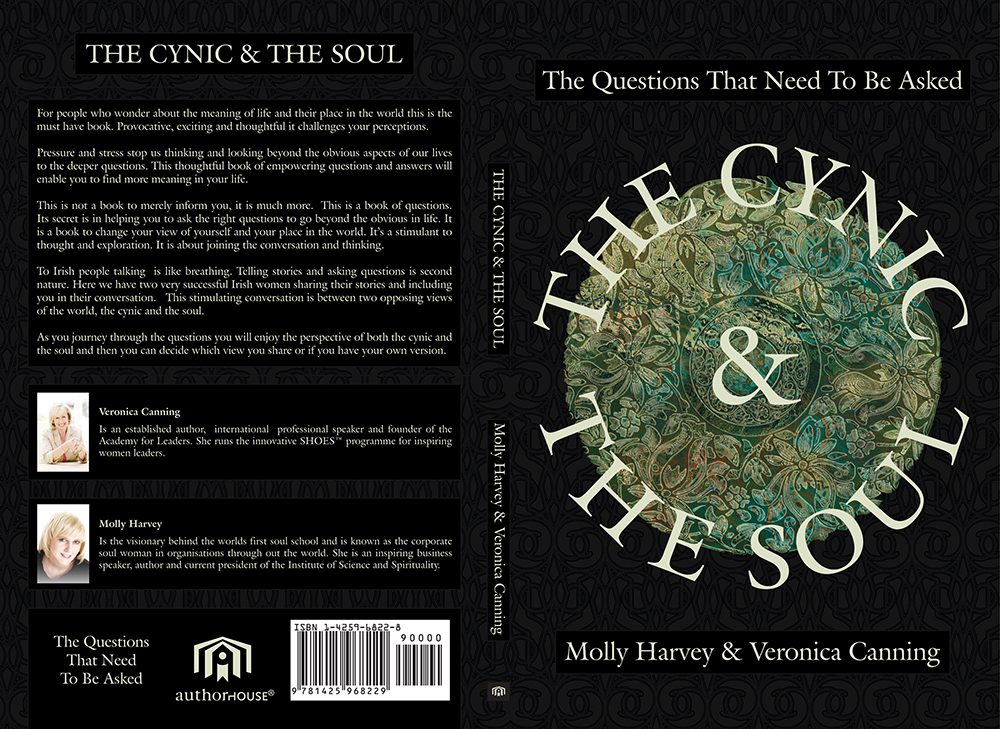 THE CYNIC & THE SOUL
For people who wonder about the meaning of life and their place in the world this is the
must have book. Provocative, exciting and thoughtful it challenges your perceptions.
Pressure and stress stop us thinking and looking beyond the obvious aspects of our lives
to the deeper questions. This thoughtful book of empowering questions and answers will
enable you to find more meaning in your life.
This is not a book to merely inform you, it is much more. This is a book of questions.
Its secret is in helping you to ask the right questions to go beyond the obvious in life. It
is a book to change your view of yourself and your place in the world. It's a stimulant to
thought and exploration. It is about joining the conversation and thinking.
To Irish people talking is like breathing. Telling stories and asking questions is second
nature. Here we have two very successful Irish women sharing their stories and including
you in their conversation. This stimulating conversation is between two opposing views
of the world, the cynic and the soul.
As you journey through the questions you will enjoy the perspective of both the cynic and
the soul and then you can decide which view you share or if you have your own version.
Veronica Canning
Is an established author, international professional speaker and founder of the
Academy for Leaders. She runs the innovative SHOES™ programme for inspiring
women leaders.
Molly Harvey
Is the visionary behind the worlds first soul school and is known as the corporate
soul woman in organisations through out the world. She is an inspiring business
speaker, author and current president of the Institute of Science and Spirituality.
The Questions
That Need
To Be Asked
authorHOUSE®
ISBN 1-4259-6822-8
90000
9 781425 968229
THE CYNIC & THE SOUL
Molly Harvey & Veronica Canning
The Questions That Need To Be Asked
THE CYNIC
&
THE SOUL
Molly Harvey & Veronica Canning